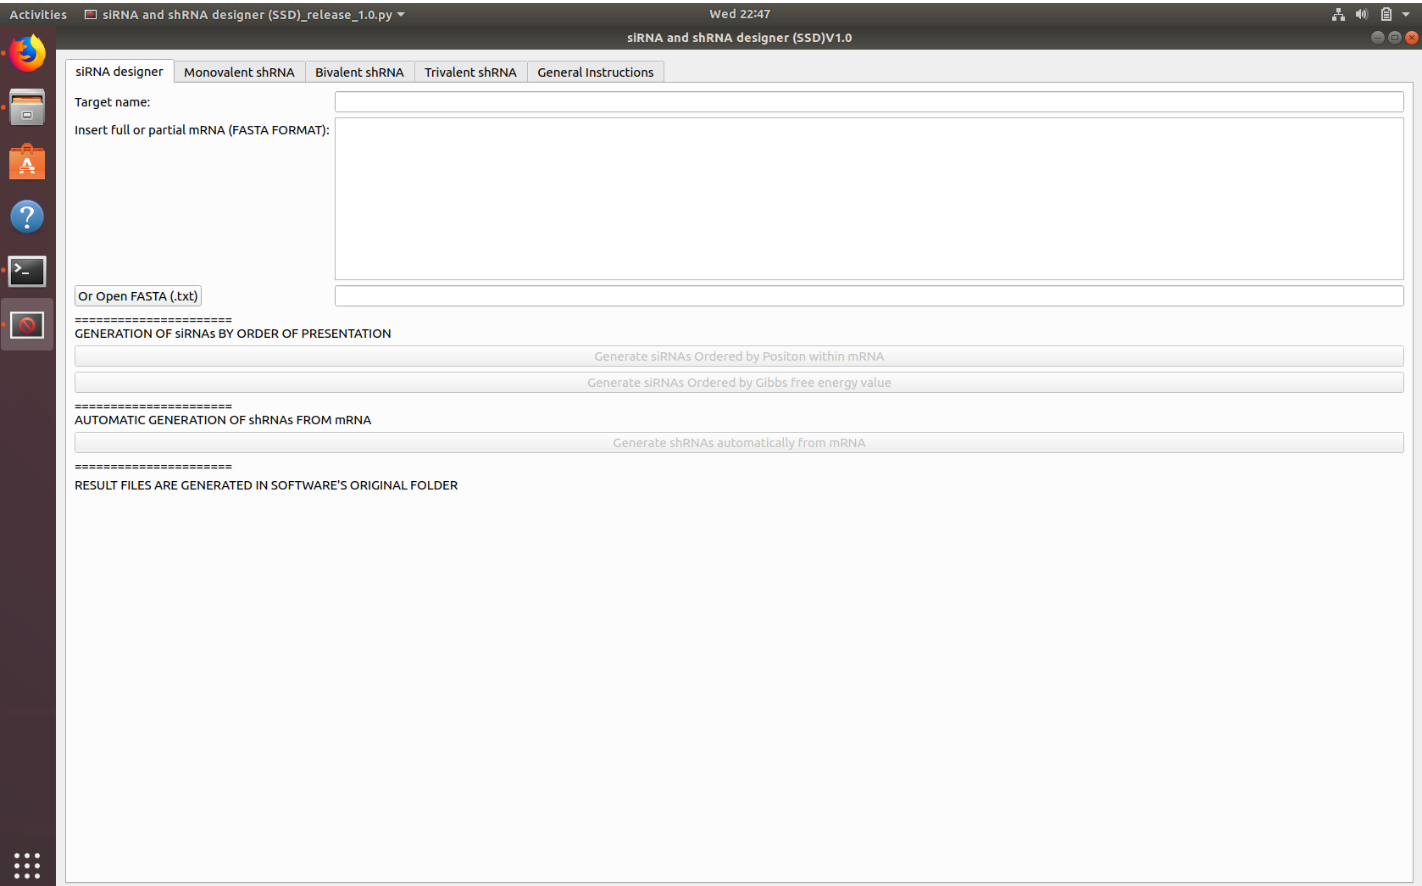 Activities siRNA and shRNA designer (SSD)_release_1.0.py Wed 22:47
siRNA and shRNA designer (SSD)V1.0
siRNA designer Monovalent shRNA Bivalent shRNA Trivalent shRNA General Instructions
Target name:
Insert full or partial mRNA (FASTA FORMAT):
Or Open FASTA (.txt)
======================
GENERATION OF siRNAs BY ORDER OF PRESENTATION
Generate siRNAs Ordered by Positon within mRNA
Generate siRNAs Ordered by Gibbs free energy value
======================
AUTOMATIC GENERATION OF shRNAs FROM mRNA
Generate shRNAs automatically from mRNA
======================
RESULT FILES ARE GENERATED IN SOFTWARE'S ORIGINAL FOLDER